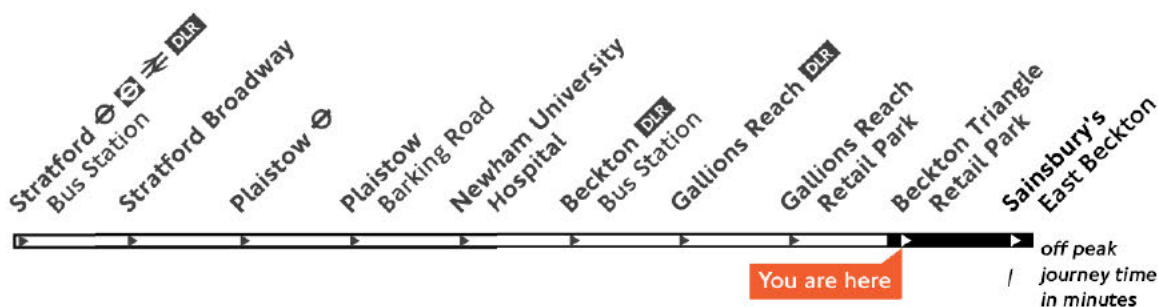 Stratford DLR
Bus Station
Stratford Broadway
Plaistow
Plaistow
Barking Road
Newham University
Hospital
Beckton DLR
Bus Station
Gallions Reach DLR
Gallions Reach
Retail Park
Beckton Triangle
Retail Park
Sainsbury's
East Beckton
You are here
off peak
journey time
in minutes